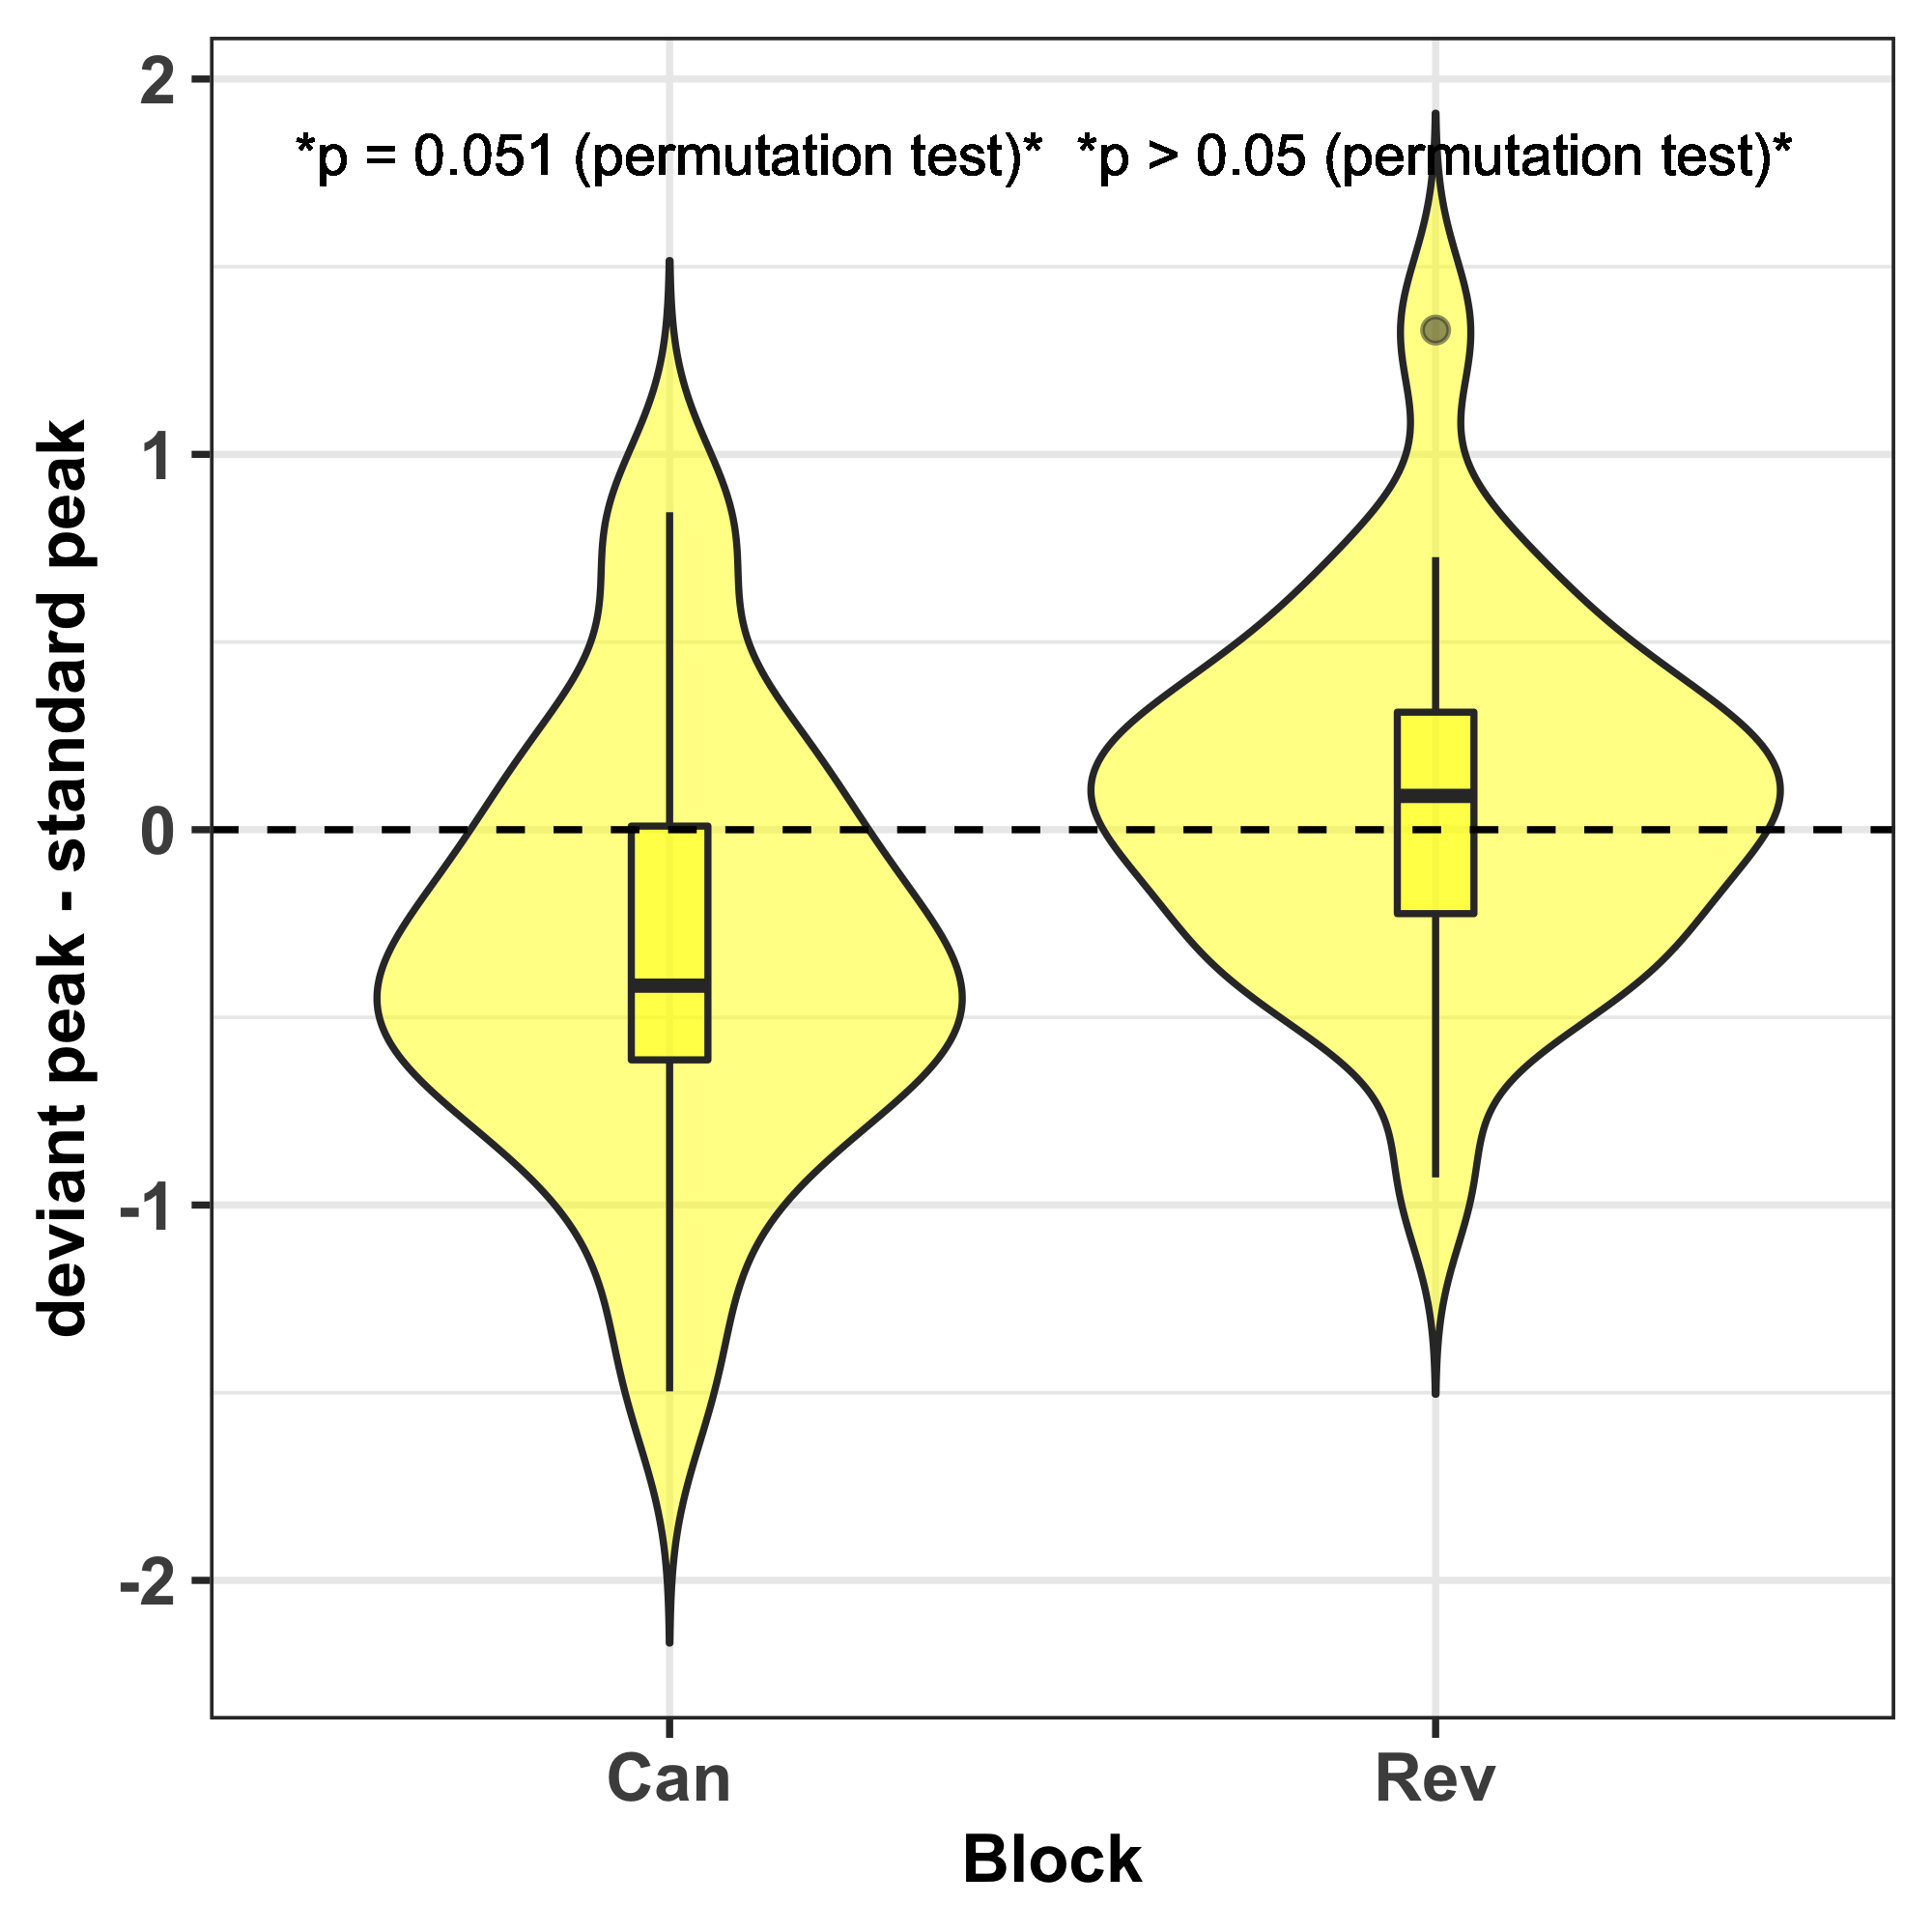 2
*p = 0.051 (permutation test)* *p > 0.05 (permutation test)*
1
0
-1
-2
deviant peak - standard peak
Can Rev
Block